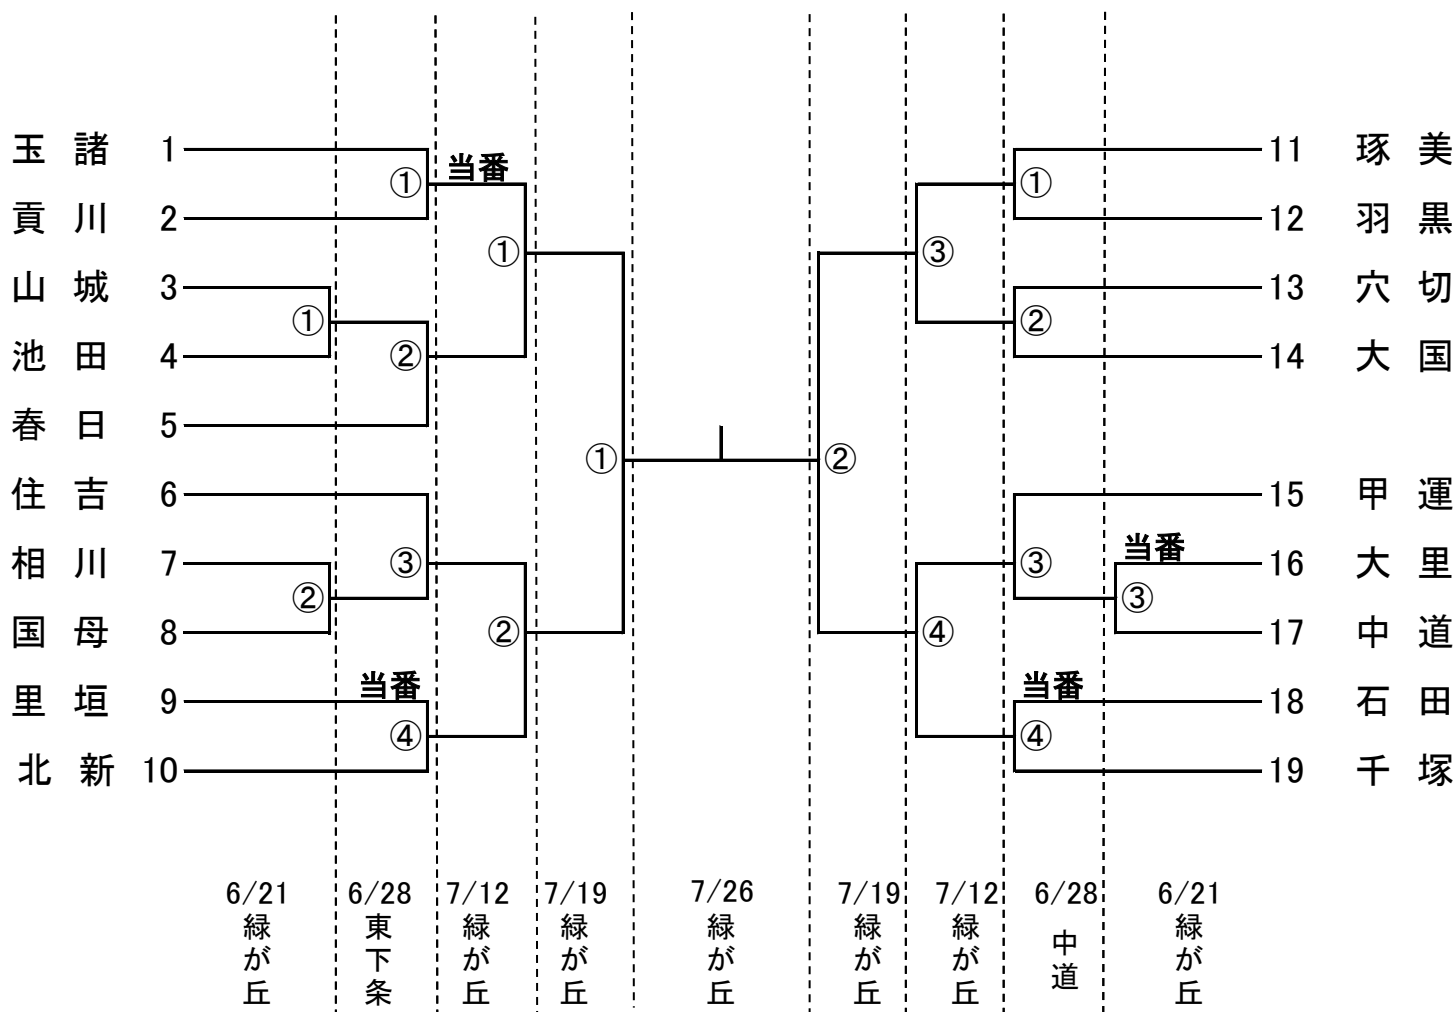 玉 諸 1
貢 川 2
山 城 3
池 田 4
春 日 5
住 吉 6
相 川 7
国 母 8
里 垣 9
北 新 10
①
②
当番
①
②
③
当番
④
①
②
①
②
③
④
①
②
③
当番
④
当番
③
11 琢 美
12 羽 黒
13 穴 切
14 大 国
15 甲 運
16 大 里
17 中 道
18 石 田
19 千 塚
6/21
緑が丘
6/28
東下条
7/12
緑が丘
7/19
緑が丘
7/26
緑が丘
7/19
緑が丘
7/12
緑が丘
6/28
中道
6/21
緑が丘